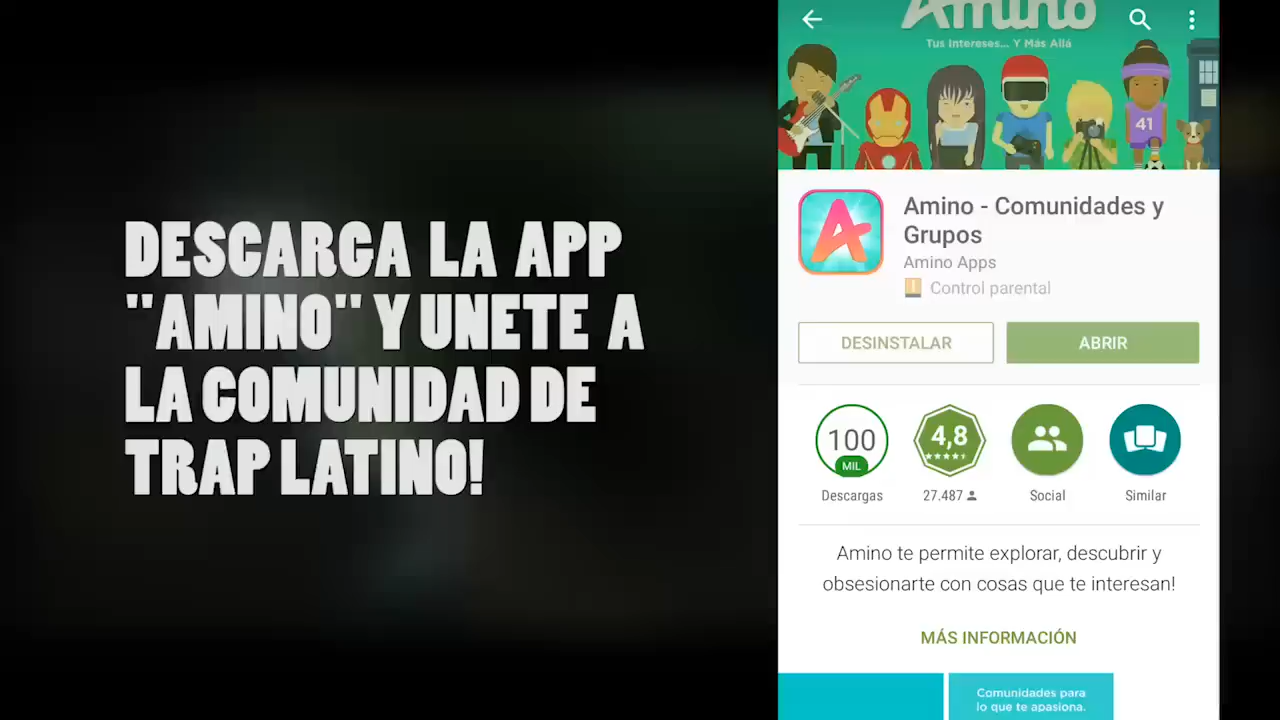 DESCARGA LA APP
"AMINO" Y UNETE A
LA COMUNIDAD DE
TRAP LATINO!
Amino
Tus Intereses... Y Más Allá
41
Amino - Comunidades y
Grupos
Amino Apps
Control parental
DESINSTALAR
ABRIR
100
MIL
4,8
Descargas
27.487
Social
Similar
Amino te permite explorar, descubrir y
obsesionarte con cosas que te interesan!
MÁS INFORMACIÓN
Comunidades para
lo que te apasiona.